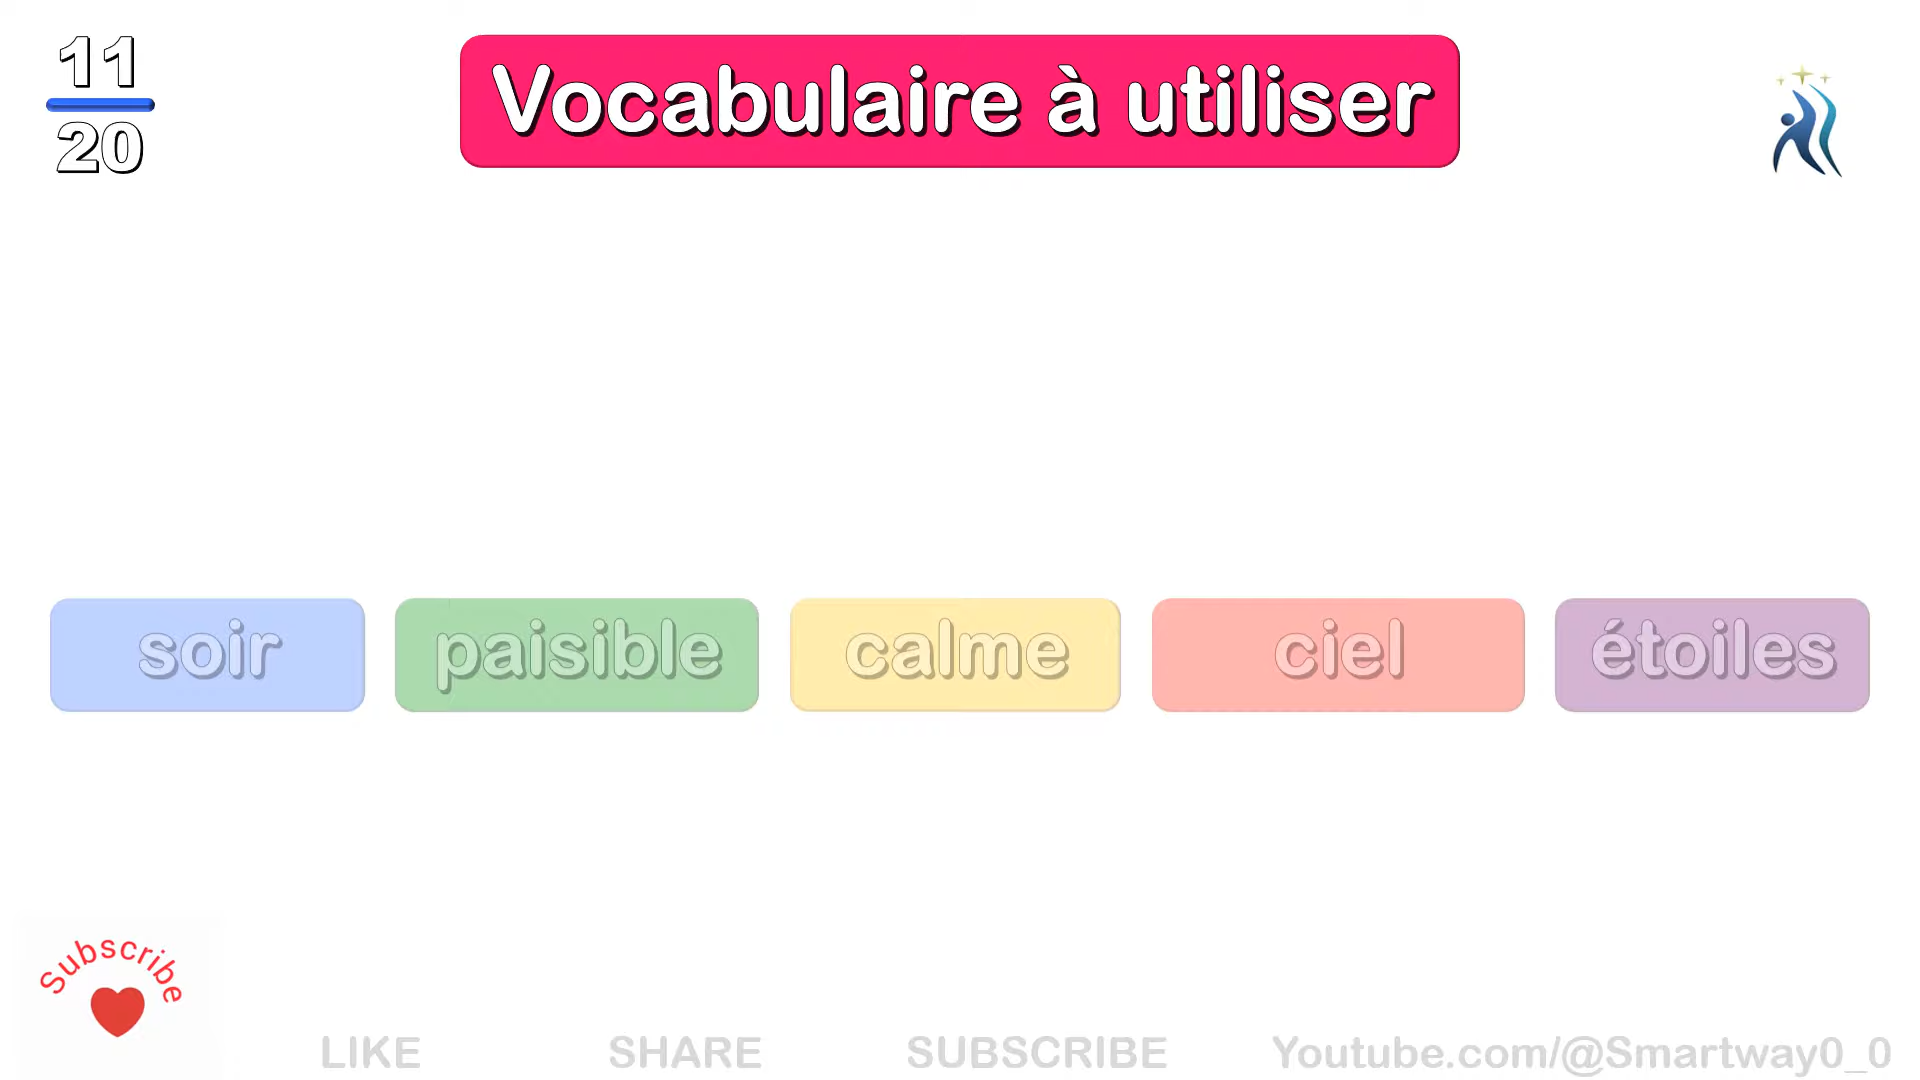 11
20
Vocabulaire à utiliser
soir paisible calme ciel étoiles
Subscribe
LIKE SHARE SUBSCRIBE Youtube.com/@Smartway0_0